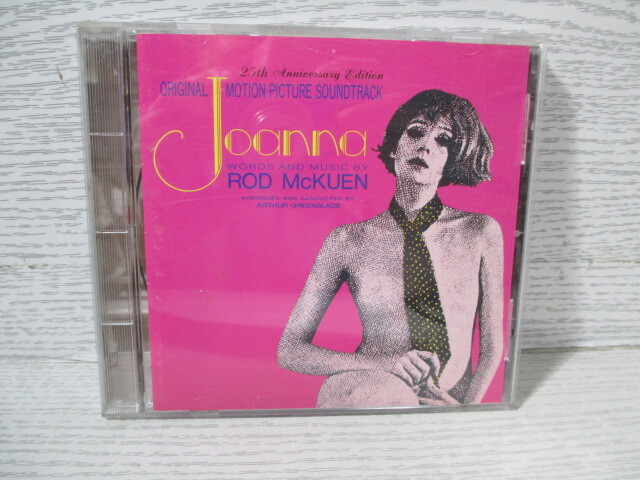 25th Anniversary Edition
ORIGINAL MOTION PICTURE SOUNDTRACK
Joanna
WORDS AND MUSIC BY
ROD McKUEN
ARRANGED AND CONDUCTED BY
ARTHUR GREENSLADE